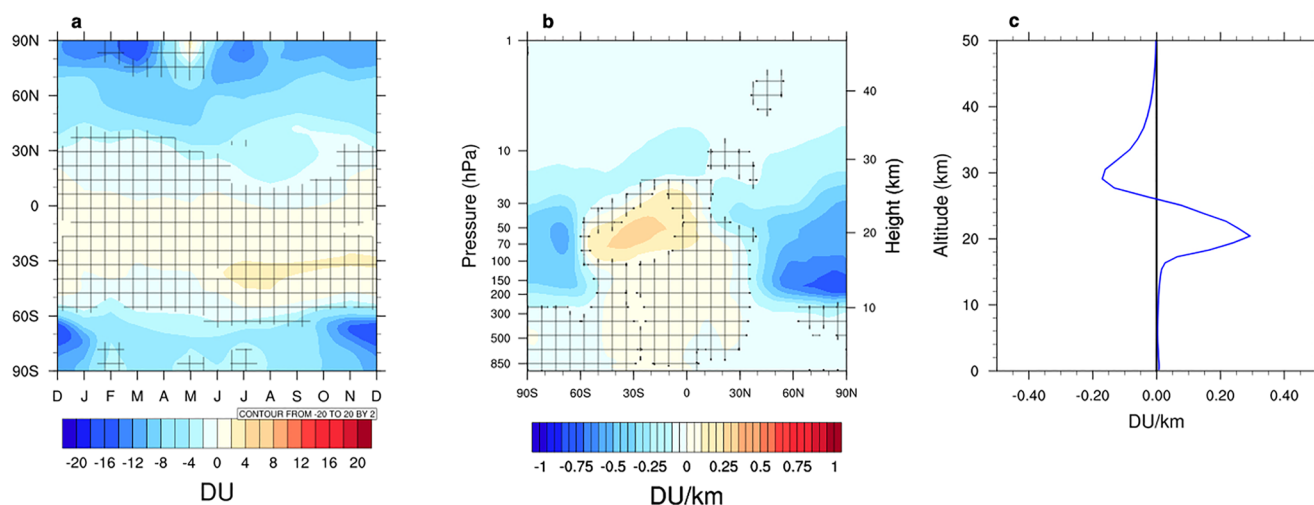 a
90N
60N
30N
0
30S
60S
90S
D J F M A M J J A S O N D
CONTOUR FROM -20 TO 20 BY 2
-20 -16 -12 -8 -4 0 4 8 12 16 20
DU
b
Pressure (hPa)
1
10
30
50
70
100
150
200
300
500
850
40
30
20
10
Height (km)
90S 60S 30S 0 30N 60N 90N
-1 -0.75 -0.5 -0.25 0 0.25 0.5 0.75 1
DU/km
c
Altitude (km)
50
40
30
20
10
0
-0.40 -0.20 0.00 0.20 0.40
DU/km